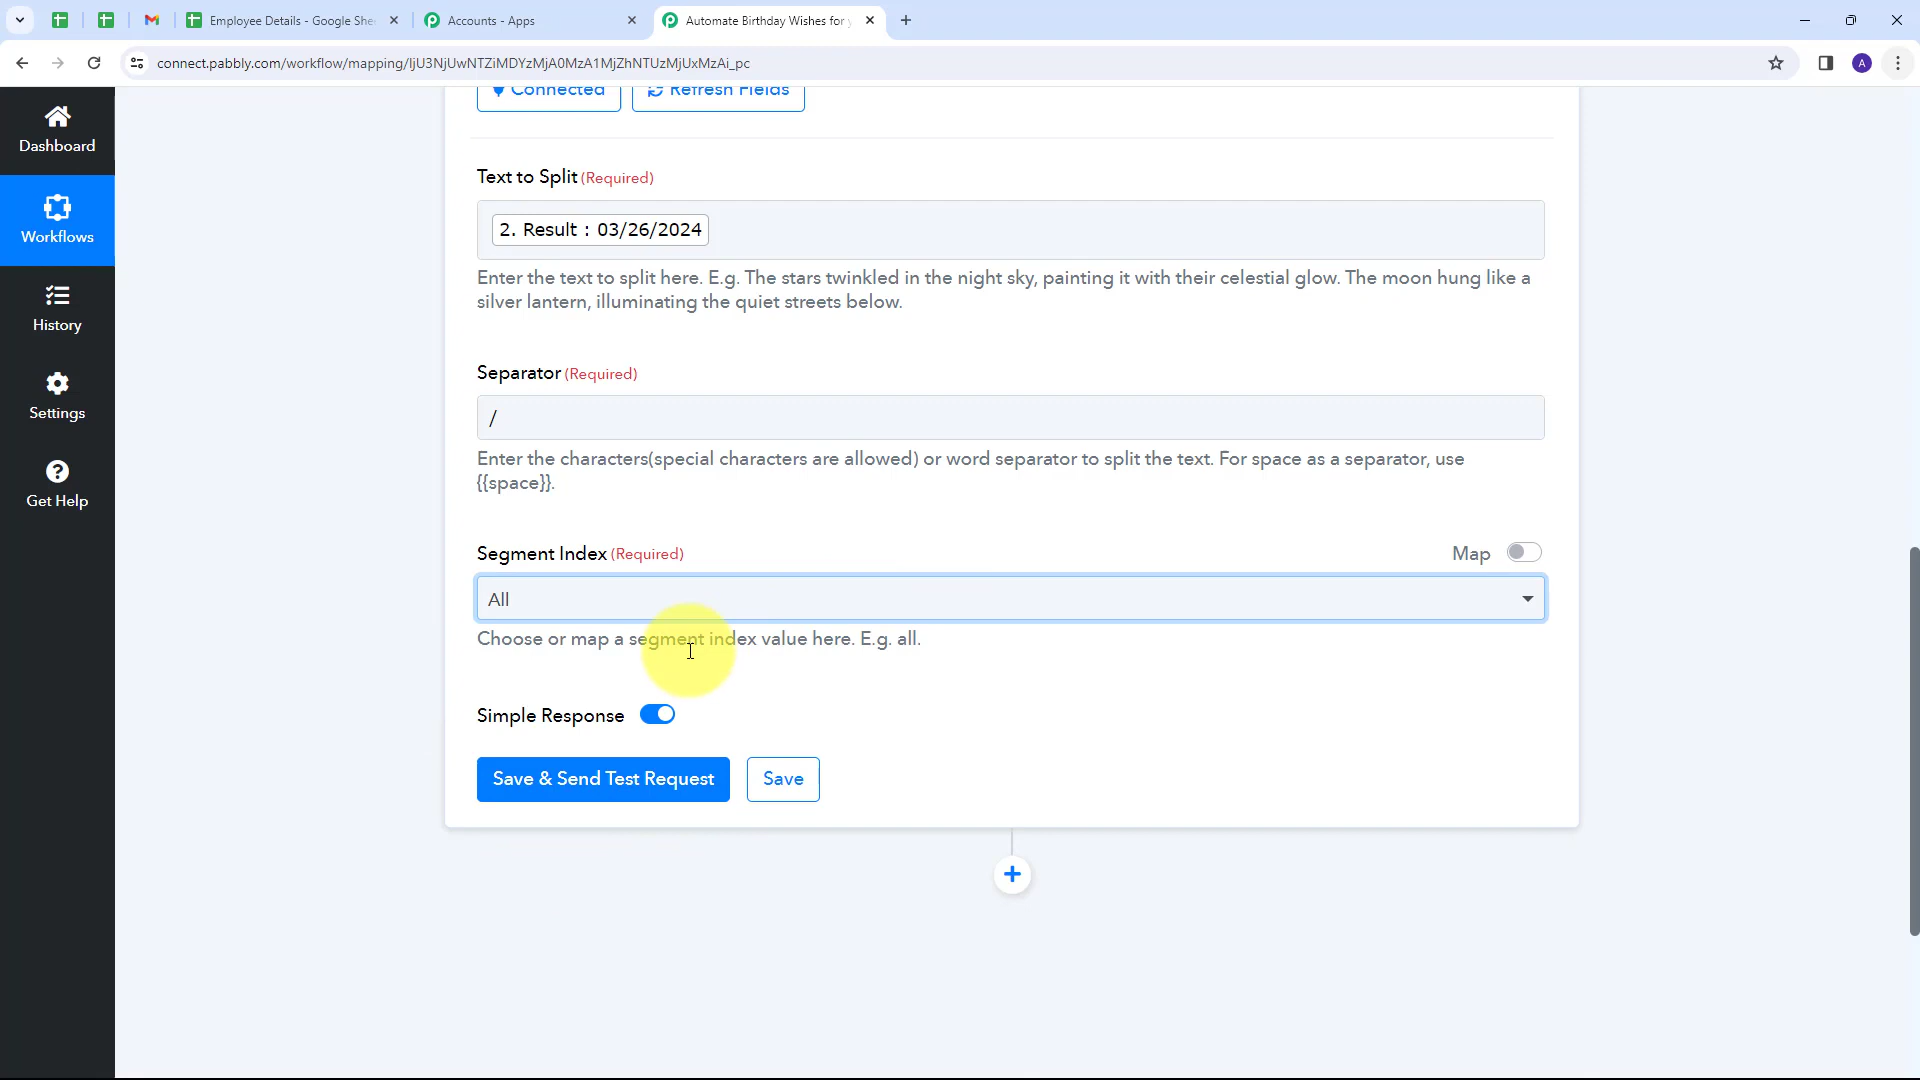 Employee Details - Google She
Accounts - Apps
Automate Birthday Wishes for y
connect.pabbly.com/workflow/mapping/IjU3NjUwNTZiMDYzMjA0MzA1MjZhNTUzMjUxMzAi_pc
A
Dashboard
Workflows
History
Settings
Get Help
Connected
Refresh Fields
Text to Split (Required)
2. Result : 03/26/2024
Enter the text to split here. E.g. The stars twinkled in the night sky, painting it with their celestial glow. The moon hung like a
silver lantern, illuminating the quiet streets below.
Separator (Required)
/
Enter the characters(special characters are allowed) or word separator to split the text. For space as a separator, use
{{space}}.
Segment Index (Required)
Map
All
Choose or map a segment index value here. E.g. all.
Simple Response
Save & Send Test Request
Save